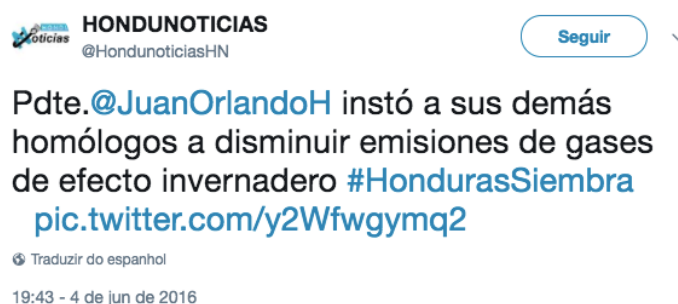 oticias
HONDUNOTICIAS
@HondunoticiasHN
Seguir
Pdte.@JuanOrlandoH instó a sus demás
homólogos a disminuir emisiones de gases
de efecto invernadero #HondurasSiembra
pic.twitter.com/y2Wfwgymq2
Traduzir do espanhol
19:43 - 4 de jun de 2016